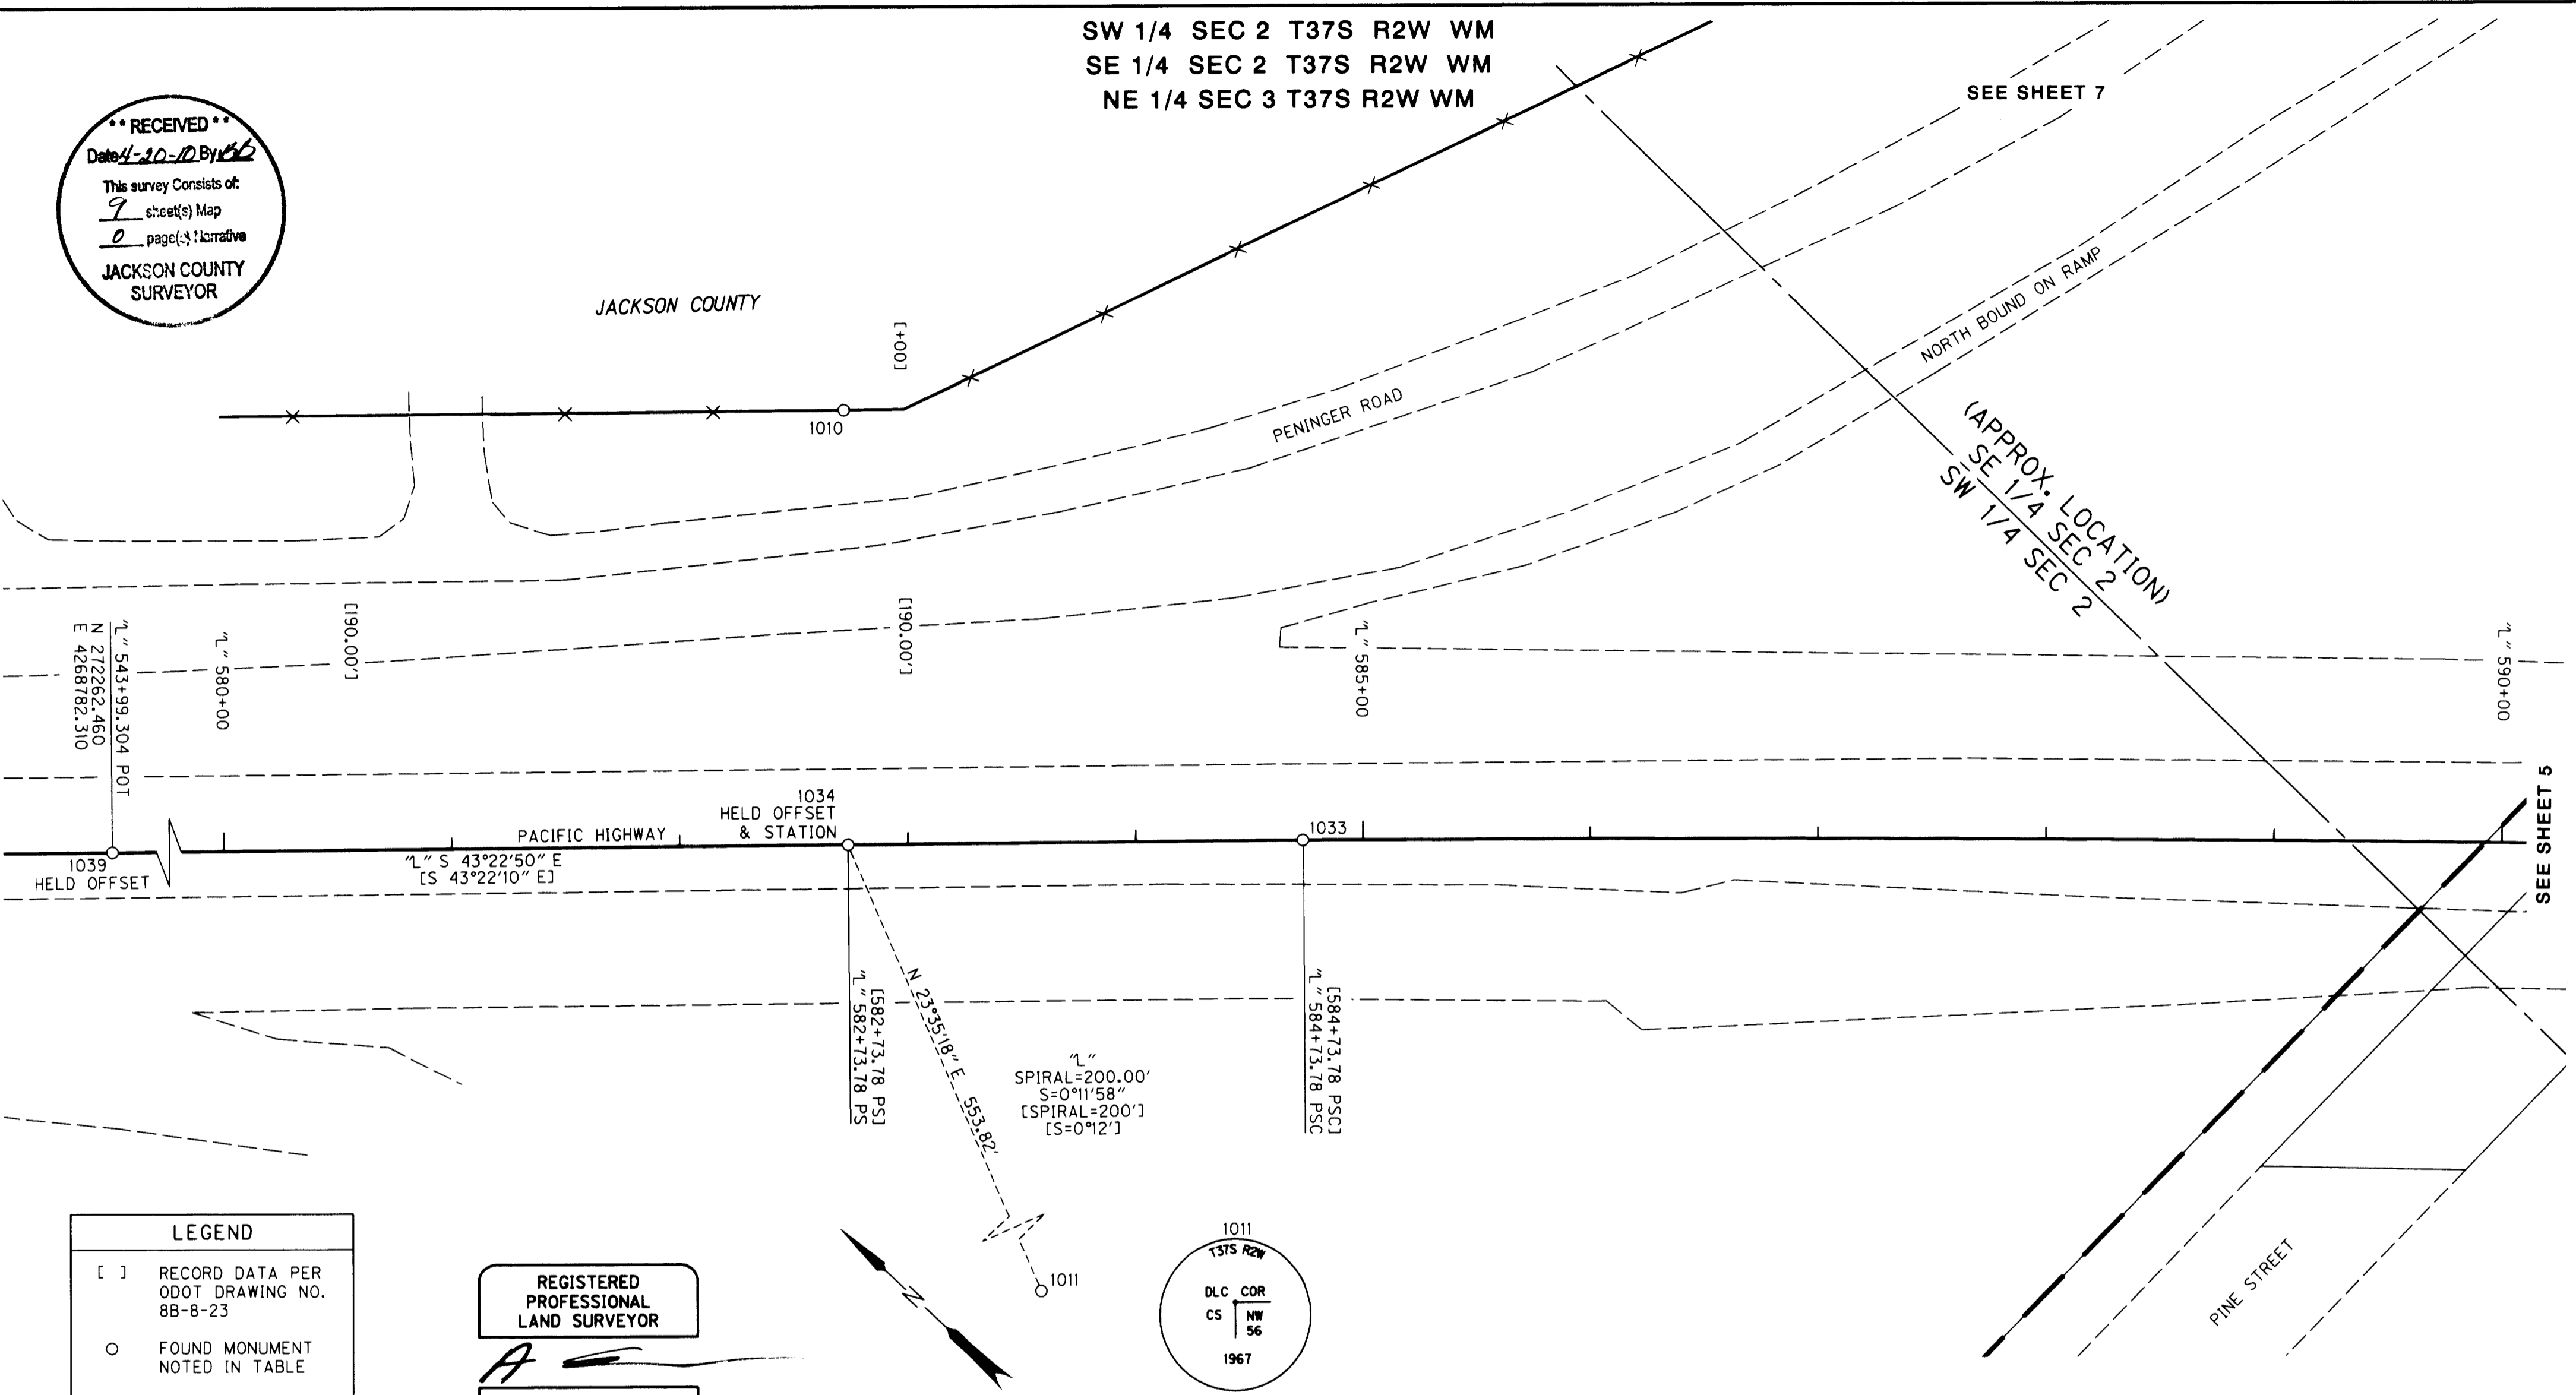 SW 1/4 SEC 2 T37S R2W WM
SE 1/4 SEC 2 T37S R2W WM
NE 1/4 SEC 3 T37S R2W WM
SEE SHEET 7
** RECEIVED **
Date 4-20-10 By BB
This survey Consists of:
9 sheet(s) Map
0 page(s) Narrative
JACKSON COUNTY
SURVEYOR
JACKSON COUNTY
[+00]
1010
PENINGER ROAD
NORTH BOUND ON RAMP
(APPROX. LOCATION)
SE 1/4 SEC 2
SW 1/4 SEC 2
"L" 543+99.304 POT
N 272262.460
E 4268782.310
"L" 580+00
[190.00']
[190.00']
"L" 585+00
"L" 590+00
SEE SHEET 5
1039
HELD OFFSET
PACIFIC HIGHWAY
"L" S 43°22'50" E
[S 43°22'10" E]
1034
HELD OFFSET
& STATION
1033
[582+73.78 PS]
"L" 582+73.78 PS
N 23°35'18" E 553.82'
"L"
SPIRAL=200.00'
S=0°11'58"
[SPIRAL=200']
[S=0°12']
[584+73.78 PSC]
"L" 584+73.78 PSC
1011
N
1011
T37S R2W
DLC COR
CS NW
56
1967
PINE STREET
LEGEND
[ ] RECORD DATA PER
ODOT DRAWING NO.
8B-8-23
FOUND MONUMENT
NOTED IN TABLE
REGISTERED
PROFESSIONAL
LAND SURVEYOR